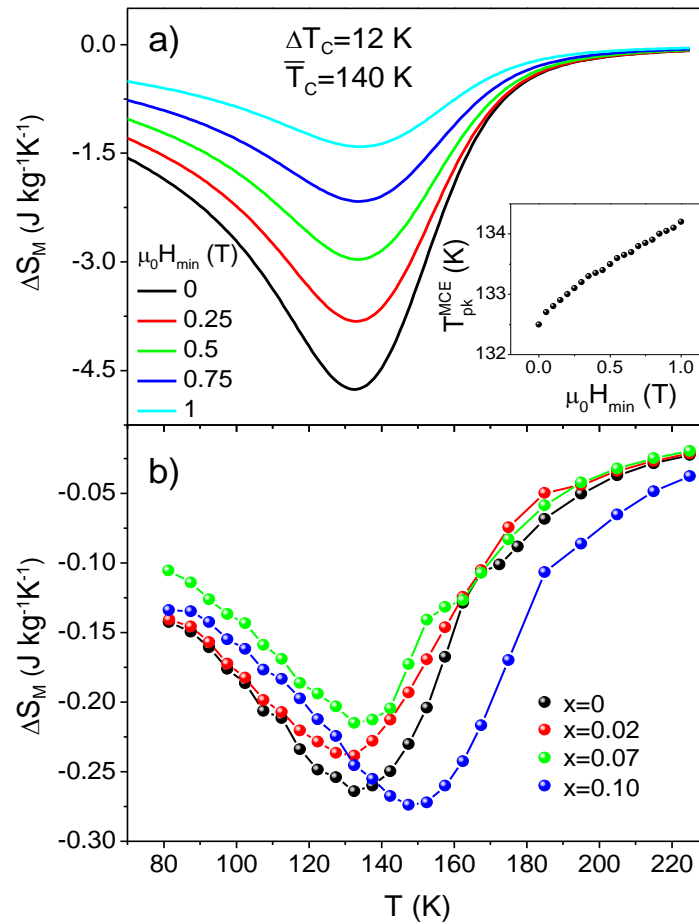 a)
ΔT_C=12 K
T̅_C=140 K
0.0
-1.5
-3.0
-4.5
ΔS_M (J kg⁻¹K⁻¹)
μ₀H_min (T)
0
0.25
0.5
0.75
1
134
133
132
T_pk^MCE (K)
0.0
0.5
1.0
μ₀H_min (T)
b)
-0.05
-0.10
-0.15
-0.20
-0.25
-0.30
ΔS_M (J kg⁻¹K⁻¹)
x=0
x=0.02
x=0.07
x=0.10
80 100 120 140 160 180 200 220
T (K)